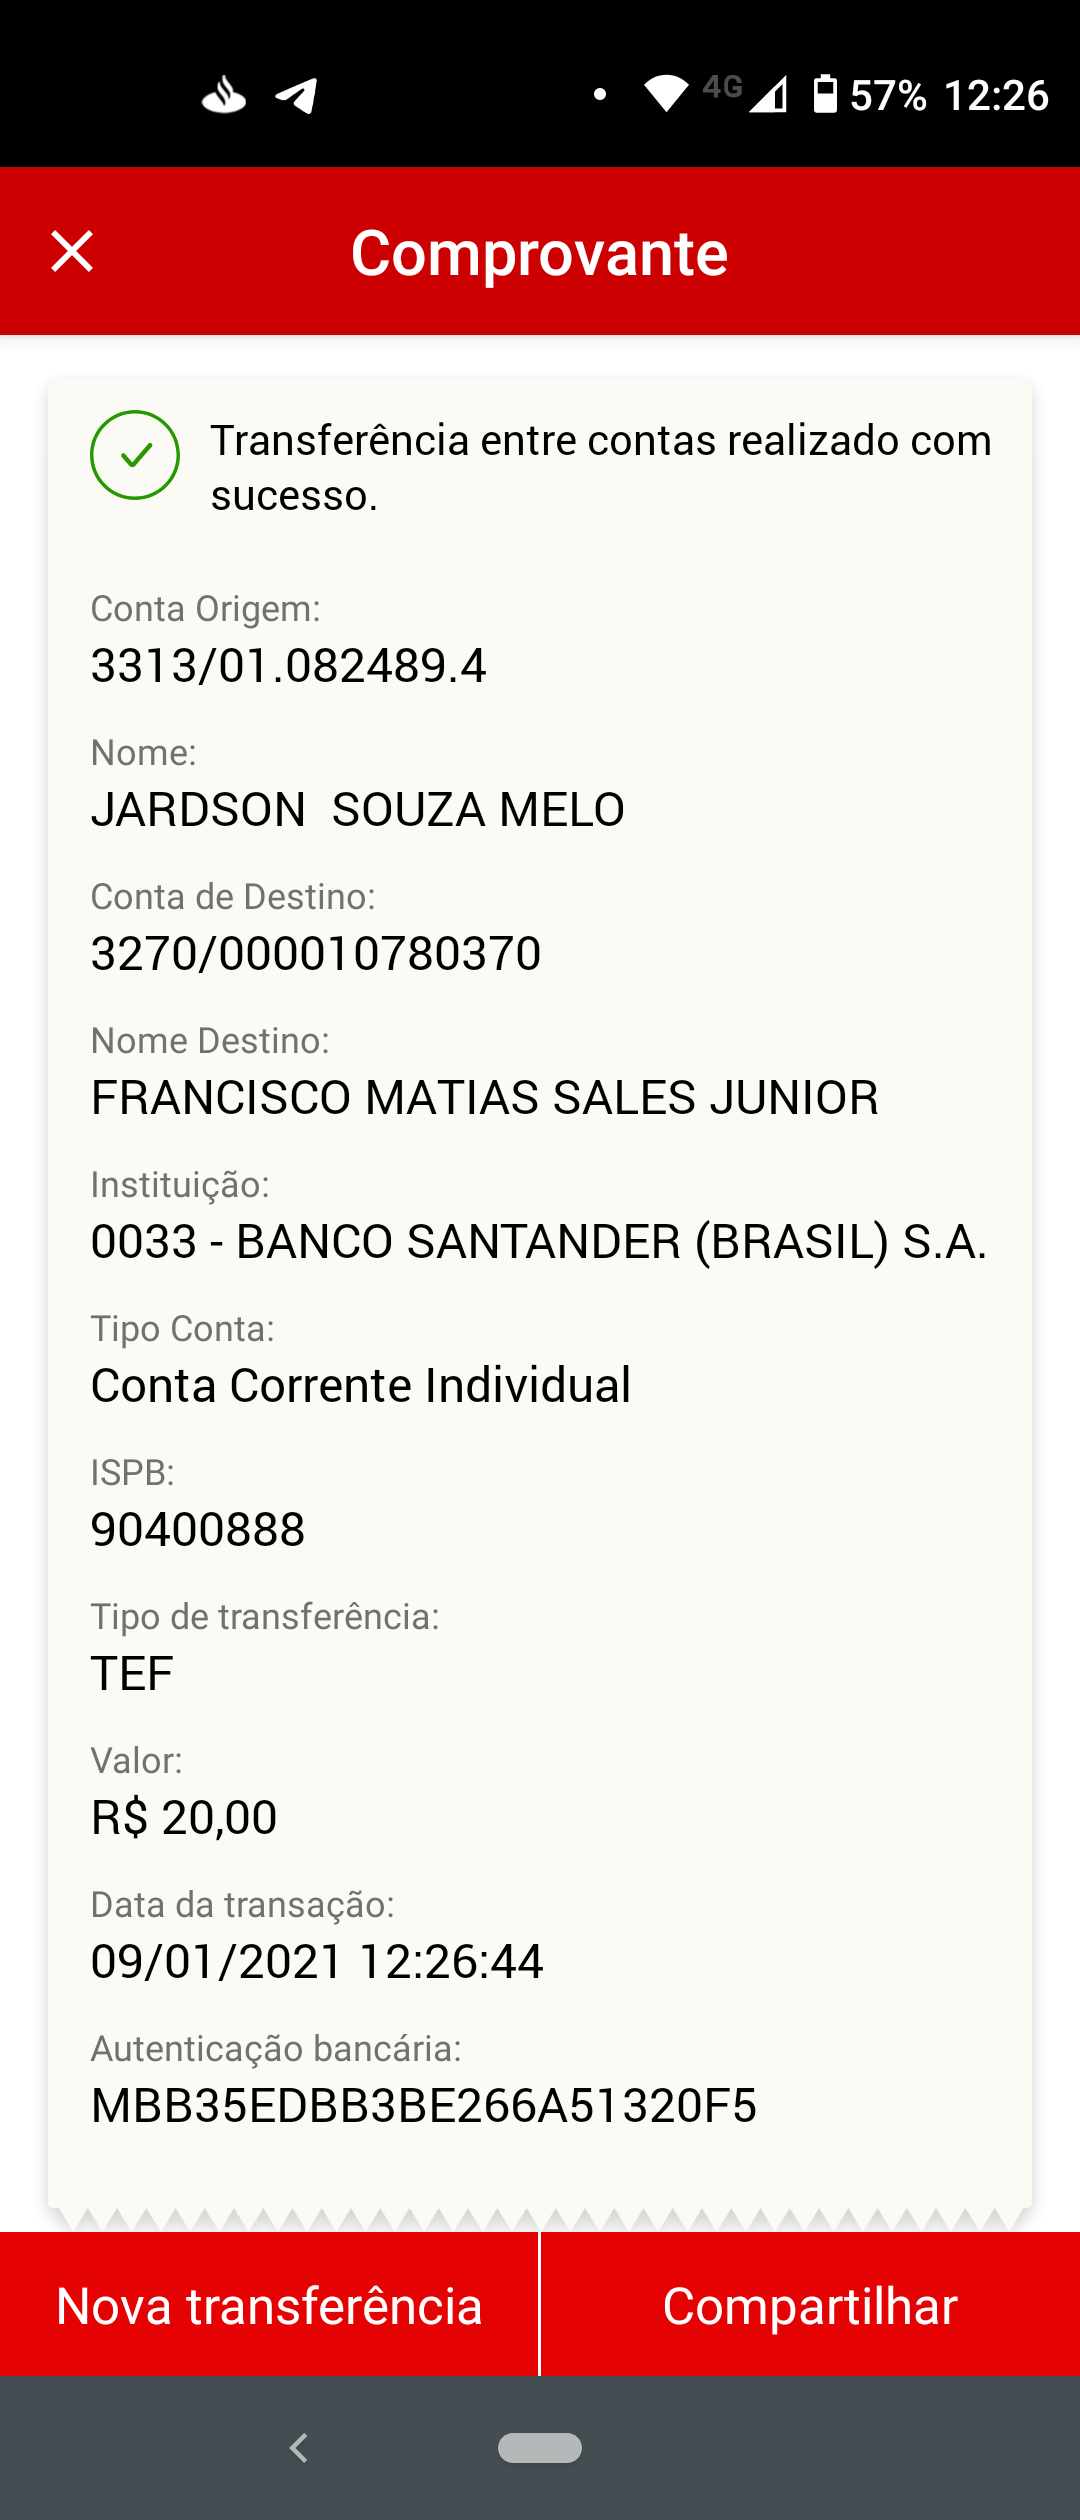 4G 57% 12:26
Comprovante
Transferência entre contas realizado com
sucesso.
Conta Origem:
3313/01.082489.4
Nome:
JARDSON  SOUZA MELO
Conta de Destino:
3270/000010780370
Nome Destino:
FRANCISCO MATIAS SALES JUNIOR
Instituição:
0033 - BANCO SANTANDER (BRASIL) S.A.
Tipo Conta:
Conta Corrente Individual
ISPB:
90400888
Tipo de transferência:
TEF
Valor:
R$ 20,00
Data da transação:
09/01/2021 12:26:44
Autenticação bancária:
MBB35EDBB3BE266A51320F5
Nova transferência
Compartilhar